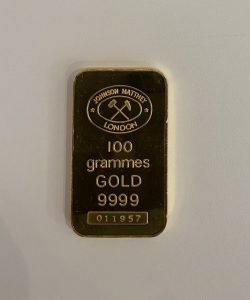 JOHNSON MATTHEY
LONDON
100
grammes
GOLD
9999
011957